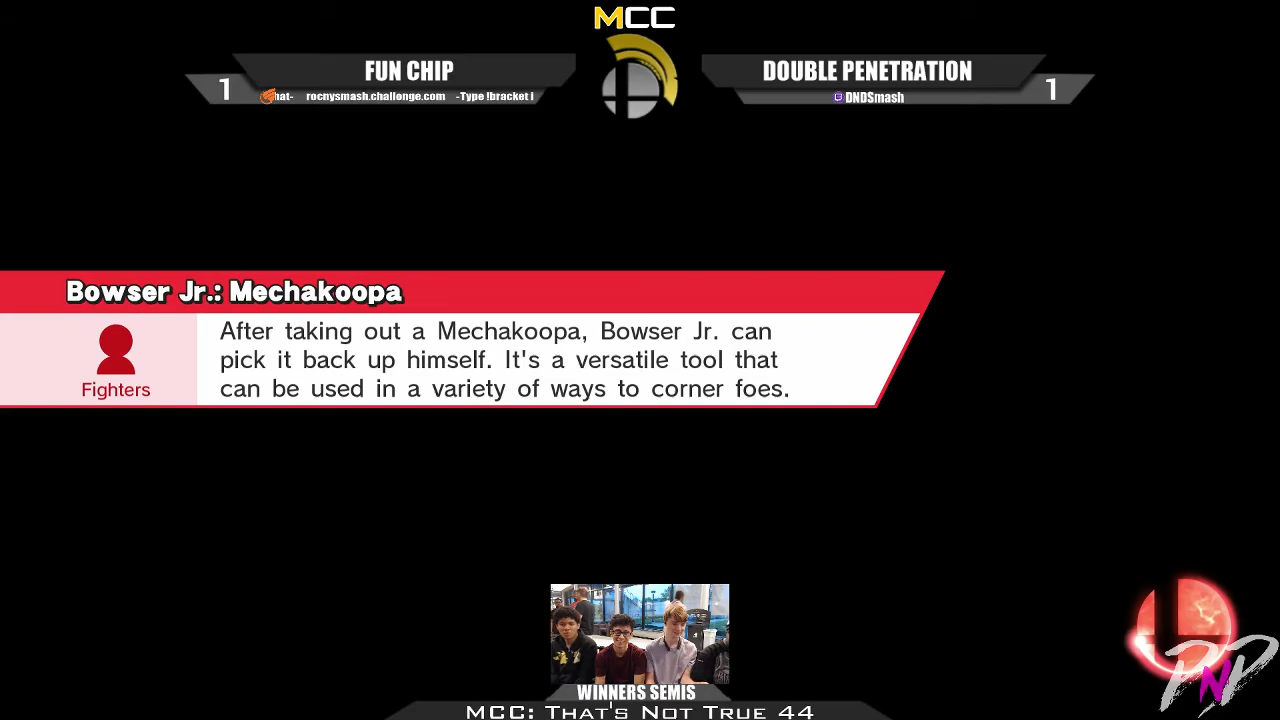 MCC
FUN CHIP
DOUBLE PENETRATION
1
hat- rocnysmash.challonge.com -Type !bracket i
DNDSmash
1
Bowser Jr.: Mechakoopa
After taking out a Mechakoopa, Bowser Jr. can
pick it back up himself. It's a versatile tool that
can be used in a variety of ways to corner foes.
Fighters
WINNERS SEMIS
MCC: THAT'S NOT TRUE 44
PNP